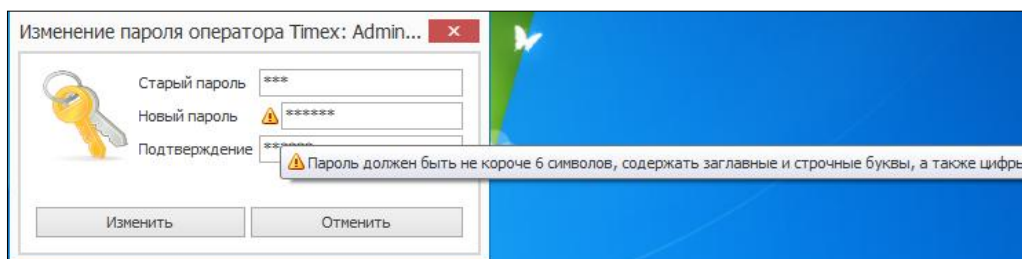 Изменение пароля оператора Timex: Admin...
Старый пароль ***
Новый пароль ******
Подтверждение
Пароль должен быть не короче 6 символов, содержать заглавные и строчные буквы, а также цифры
Изменить Отменить